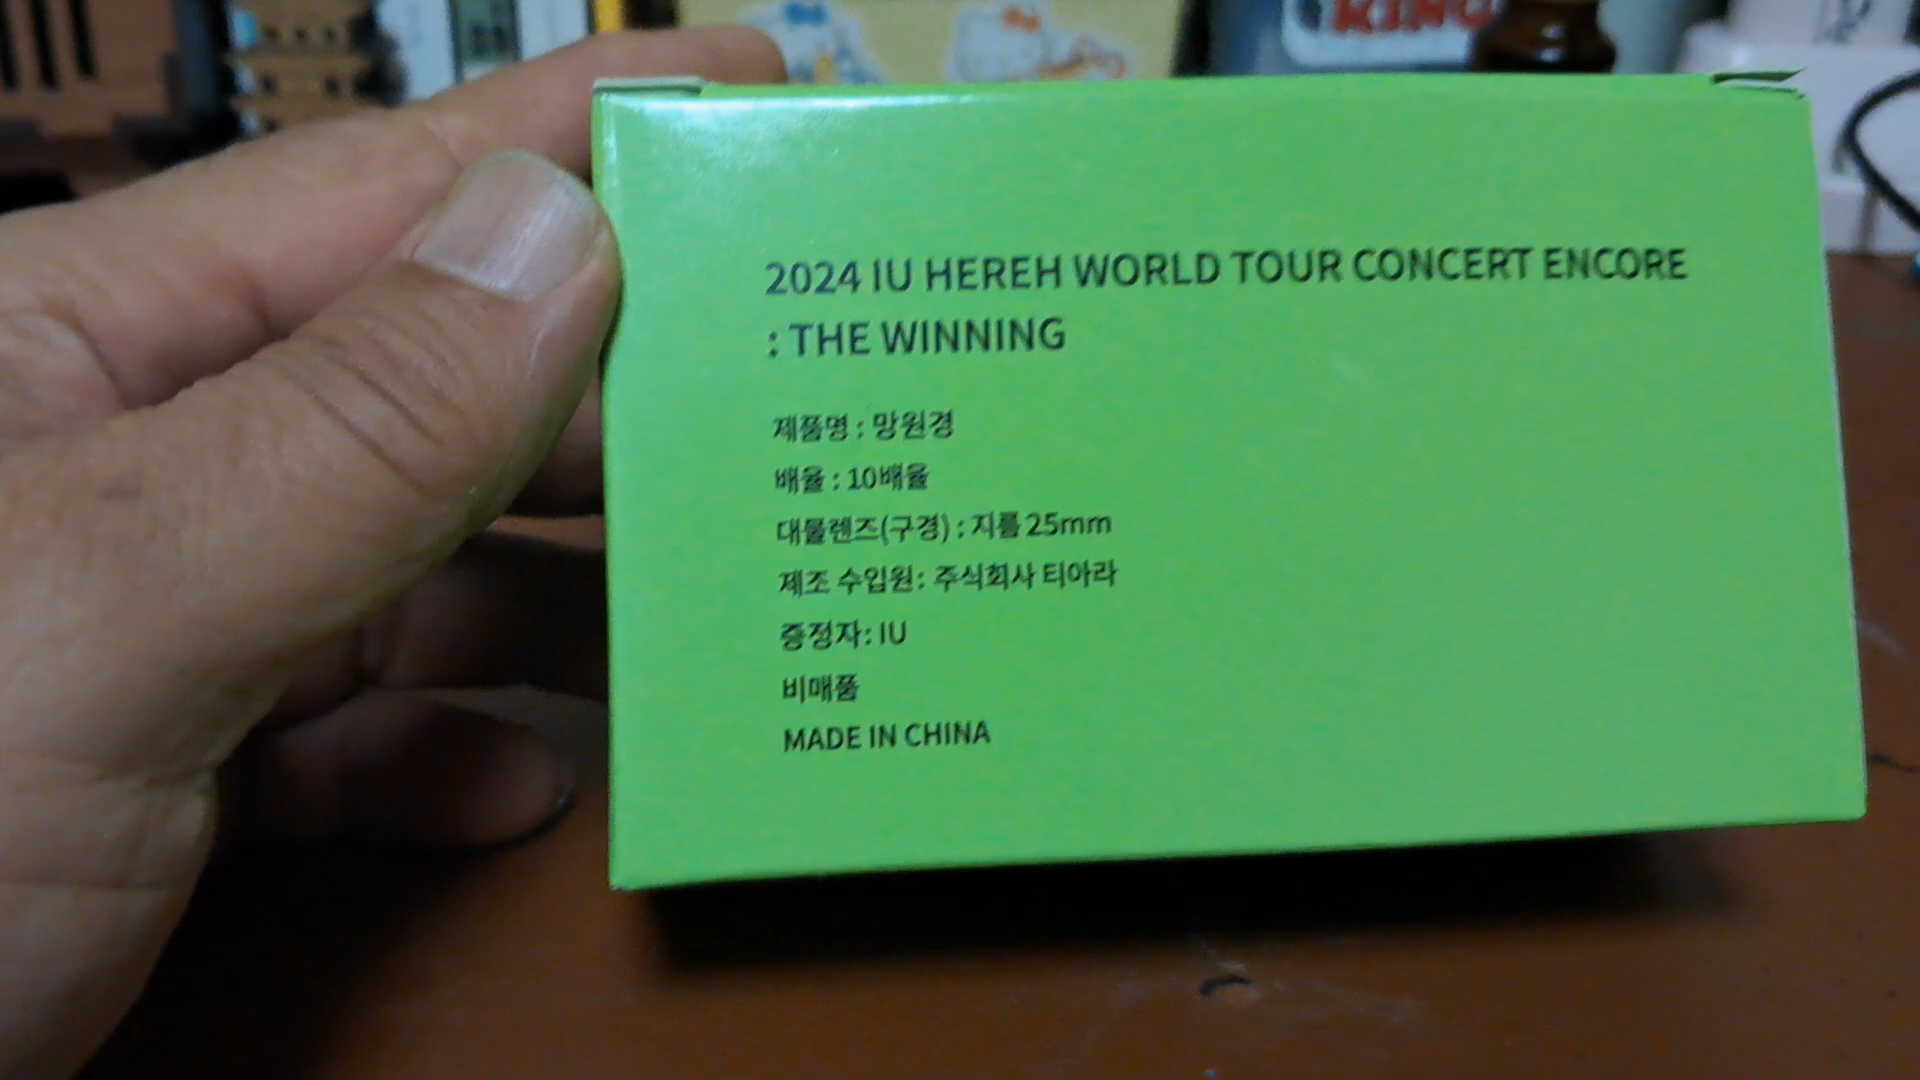 KING
2024 IU HEREH WORLD TOUR CONCERT ENCORE
: THE WINNING
제품명 : 망원경
배율 : 10배율
대물렌즈(구경) : 지름 25mm
제조 수입원 : 주식회사 티아라
증정자: IU
비매품
MADE IN CHINA